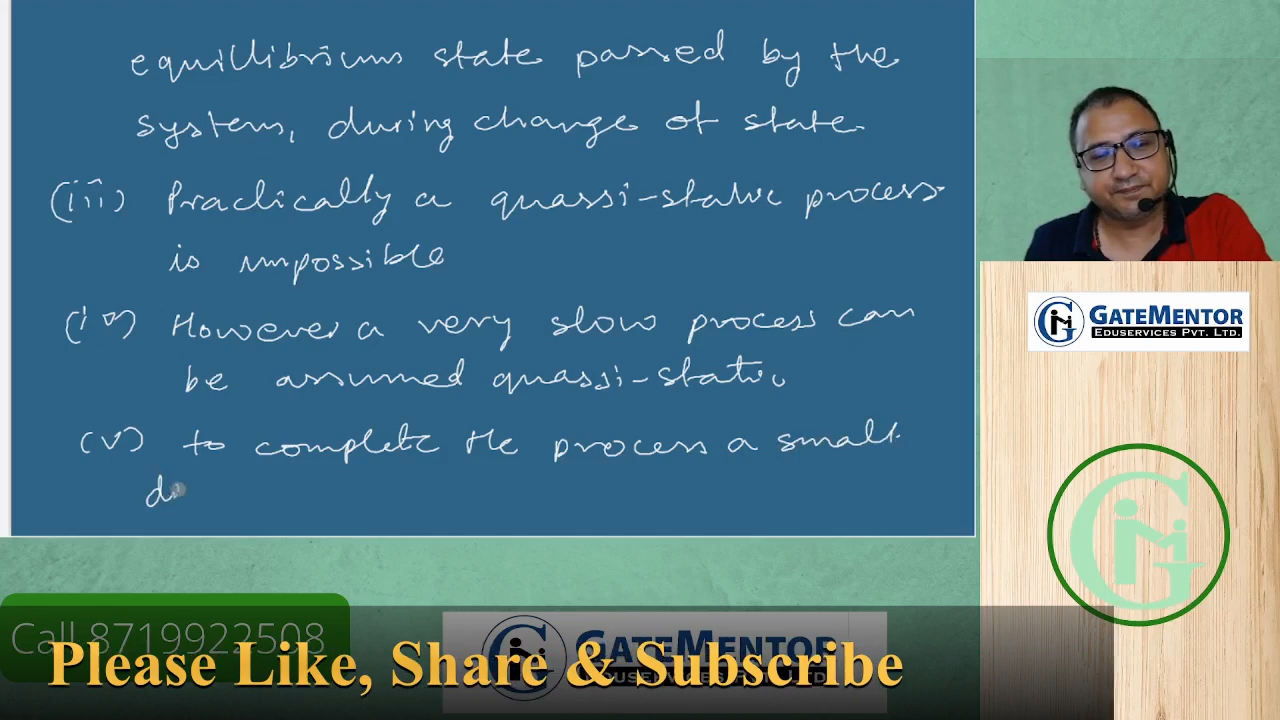 equillibrium state passed by the
system, during change of state
(iii) Practically a quassi-static process
is impossible
(iv) However a very slow process can
be assumed quassi-static
(v) to complete the process a small
di
GATEMENTOR
EDUSERVICES PVT. LTD.
Call 8719922508
GATEMENTOR
Please Like, Share & Subscribe